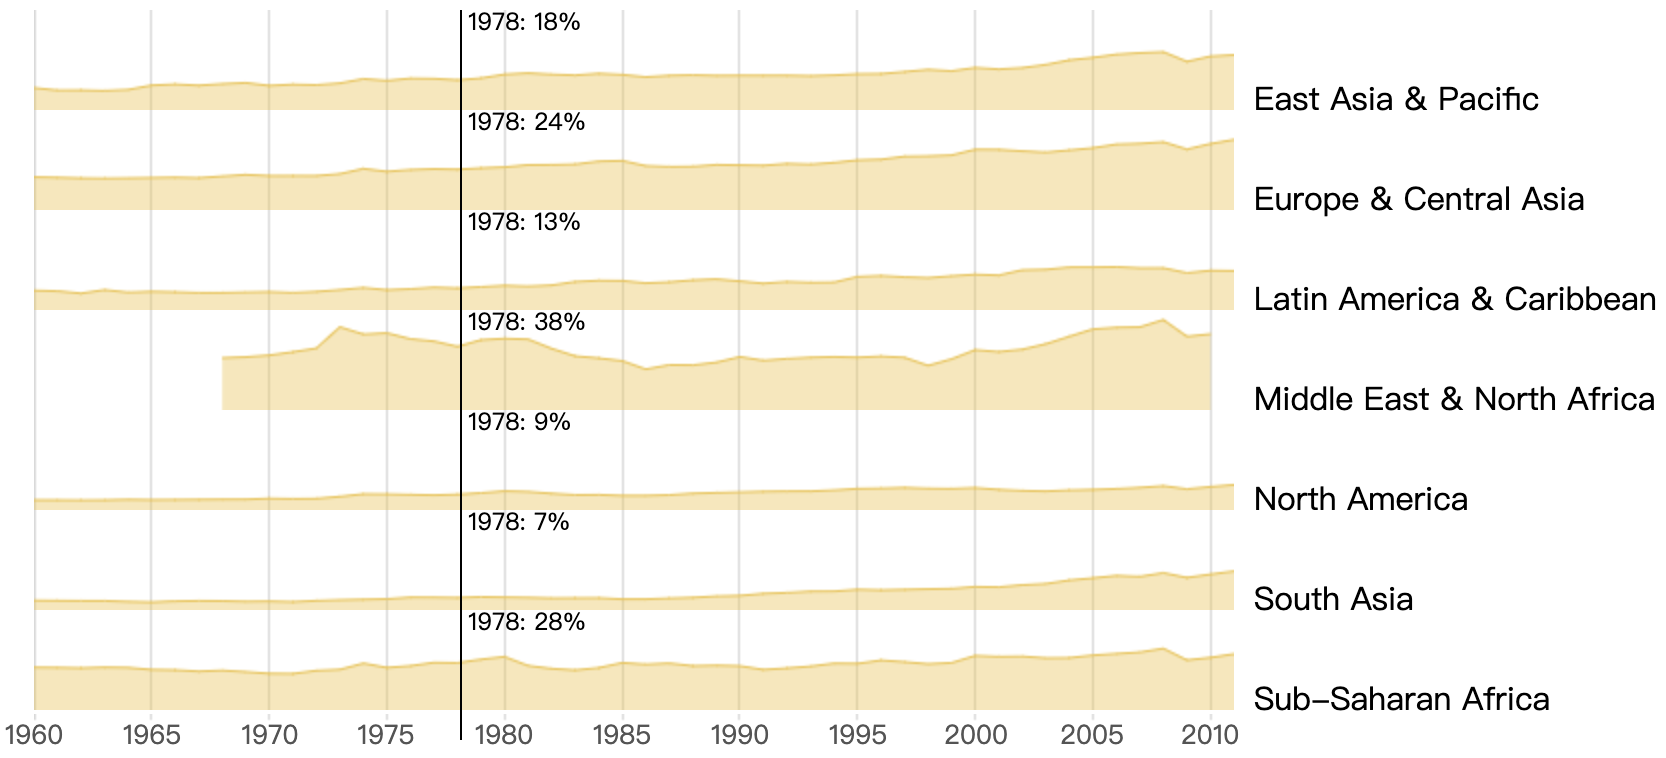 1978: 18%
East Asia & Pacific
1978: 24%
Europe & Central Asia
1978: 13%
Latin America & Caribbean
1978: 38%
Middle East & North Africa
1978: 9%
North America
1978: 7%
South Asia
1978: 28%
Sub–Saharan Africa
1960 1965 1970 1975 1980 1985 1990 1995 2000 2005 2010